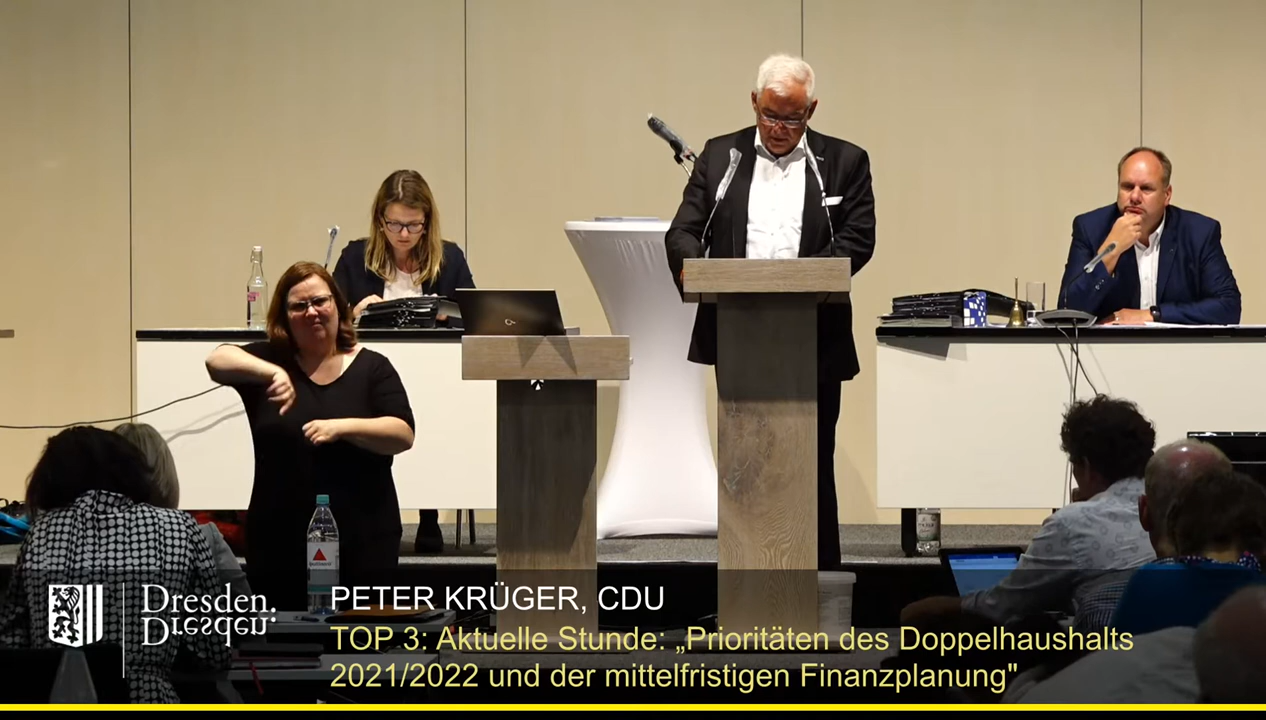 Dresden.
Dresden.
PETER KRÜGER, CDU
TOP 3: Aktuelle Stunde: „Prioritäten des Doppelhaushalts
2021/2022 und der mittelfristigen Finanzplanung"